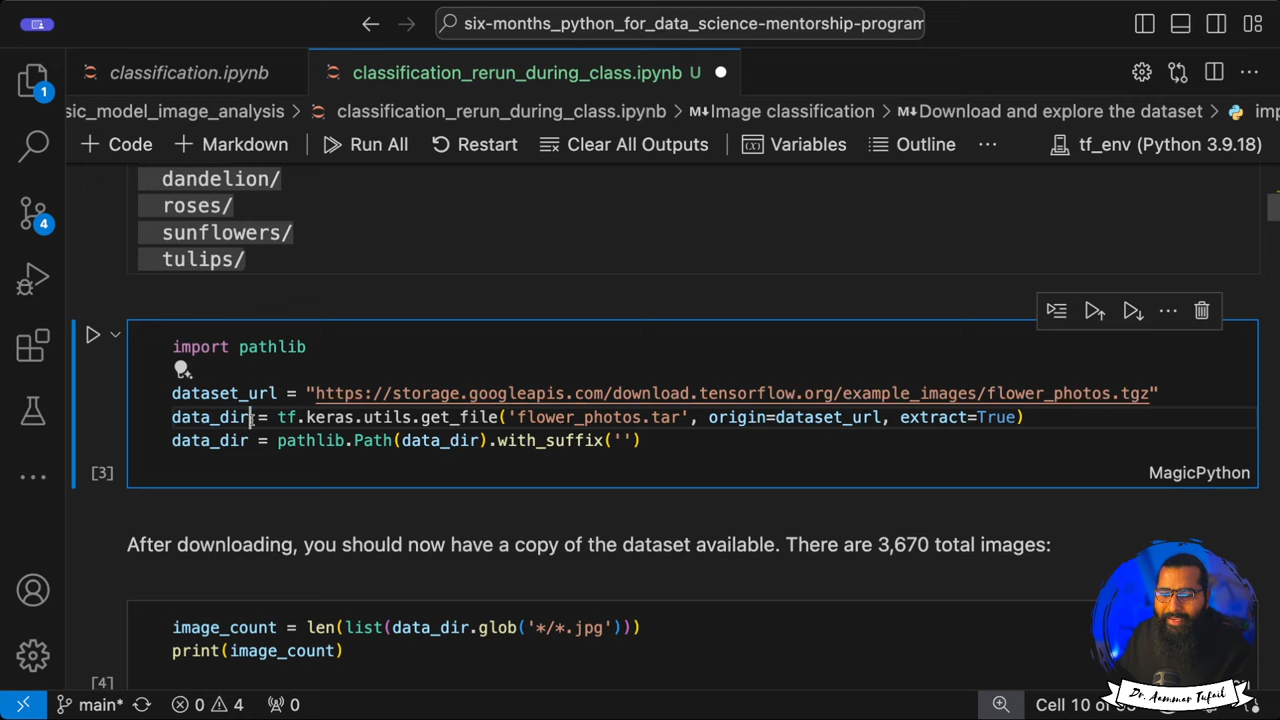 six-months_python_for_data_science-mentorship-program
classification.ipynb
classification_rerun_during_class.ipynb U
sic_model_image_analysis > classification_rerun_during_class.ipynb > M↓Image classification > M↓Download and explore the dataset > imp
+ Code + Markdown Run All Restart Clear All Outputs Variables Outline ··· tf_env (Python 3.9.18)
dandelion/
roses/
sunflowers/
tulips/
import pathlib
dataset_url = "https://storage.googleapis.com/download.tensorflow.org/example_images/flower_photos.tgz"
data_dir = tf.keras.utils.get_file('flower_photos.tar', origin=dataset_url, extract=True)
data_dir = pathlib.Path(data_dir).with_suffix('')
[3]
MagicPython
After downloading, you should now have a copy of the dataset available. There are 3,670 total images:
image_count = len(list(data_dir.glob('*/*.jpg')))
print(image_count)
[4]
1
4
main* 0 4 0
Cell 10 of
Dr. Aammar Tufail